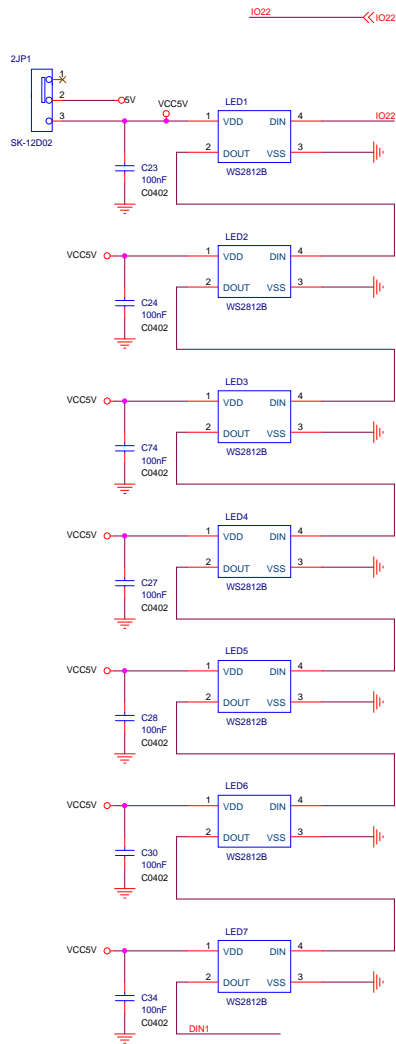 IO22
IO22
2JP1
1
2
5V
3
SK-12D02
VCC5V
LED1
1 VDD DIN 4
IO22
2 DOUT VSS 3
WS2812B
C23
100nF
C0402
LED2
VCC5V
1 VDD DIN 4
2 DOUT VSS 3
WS2812B
C24
100nF
C0402
LED3
VCC5V
1 VDD DIN 4
2 DOUT VSS 3
WS2812B
C74
100nF
C0402
LED4
VCC5V
1 VDD DIN 4
2 DOUT VSS 3
WS2812B
C27
100nF
C0402
LED5
VCC5V
1 VDD DIN 4
2 DOUT VSS 3
WS2812B
C28
100nF
C0402
LED6
VCC5V
1 VDD DIN 4
2 DOUT VSS 3
WS2812B
C30
100nF
C0402
LED7
VCC5V
1 VDD DIN 4
2 DOUT VSS 3
WS2812B
C34
100nF
C0402
DIN1